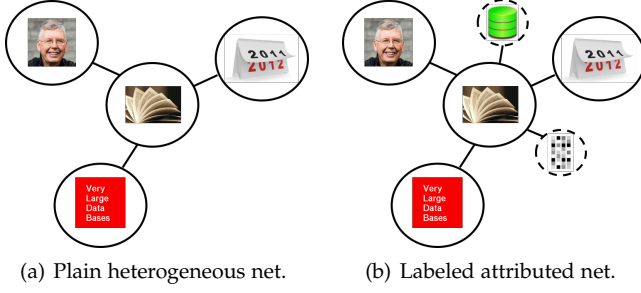 2011
2012
2011
2012
Very
Large
Data
Bases
Very
Large
Data
Bases
(a) Plain heterogeneous net.
(b) Labeled attributed net.